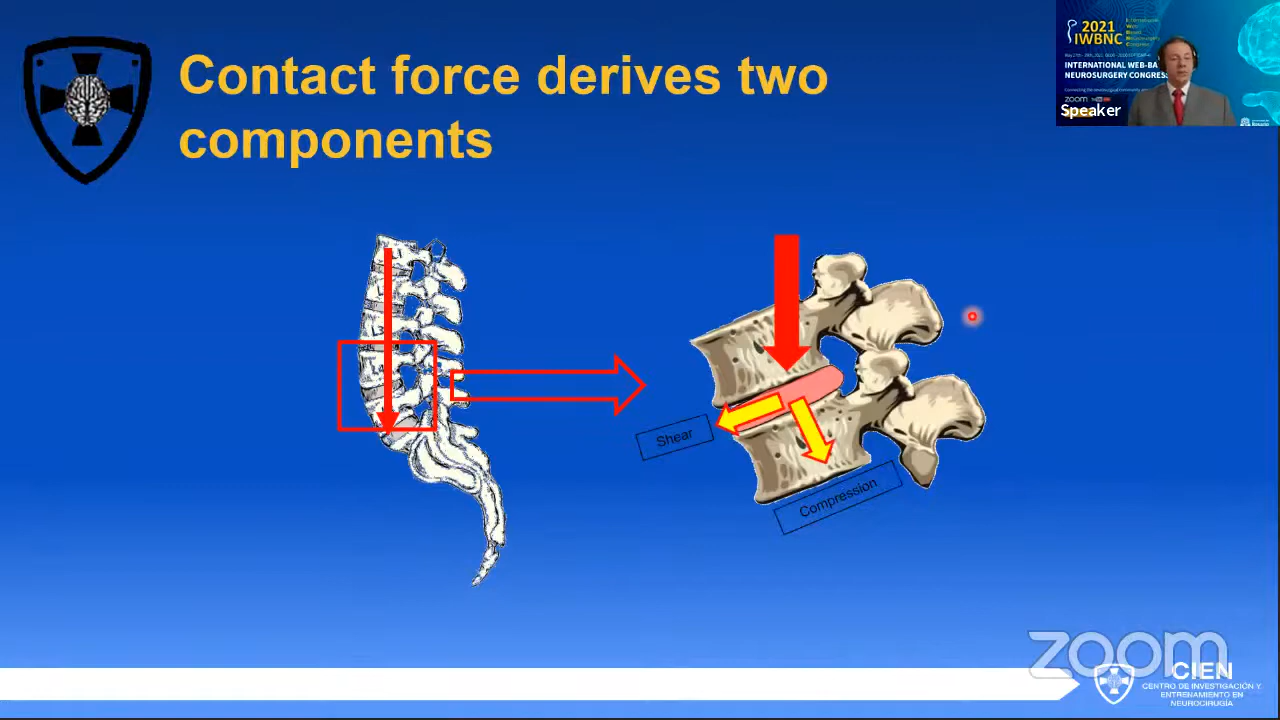 Contact force derives two
components
2021
IWBNC
INTERNATIONAL WEB-BA
NEUROSURGERY CONGRESS
zoom
Speaker
Shear
Compression
zoom
CIEN
CENTRO DE INVESTIGACIÓN Y
ENTRENAMIENTO EN
NEUROCIRUGÍA